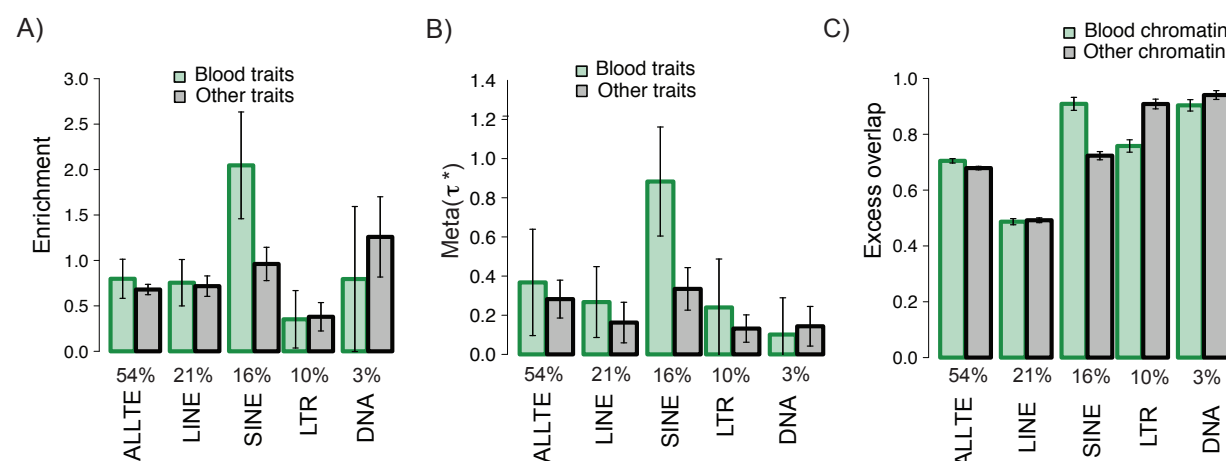 A)
Blood traits
Other traits
Enrichment
3.0
2.5
2.0
1.5
1.0
0.5
0.0
54% 21% 16% 10% 3%
ALLTE LINE SINE LTR DNA
B)
Blood traits
Other traits
Meta(τ*)
1.4
1.2
1.0
0.8
0.6
0.4
0.2
0.0
54% 21% 16% 10% 3%
ALLTE LINE SINE LTR DNA
C)
Blood chromatin
Other chromatin
Excess overlap
1.0
0.8
0.6
0.4
0.2
0.0
54% 21% 16% 10% 3%
ALLTE LINE SINE LTR DNA